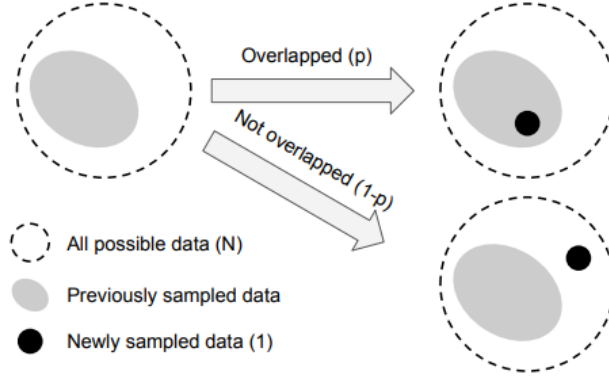 Overlapped (p)
Not overlapped (1-p)
All possible data (N)
Previously sampled data
Newly sampled data (1)